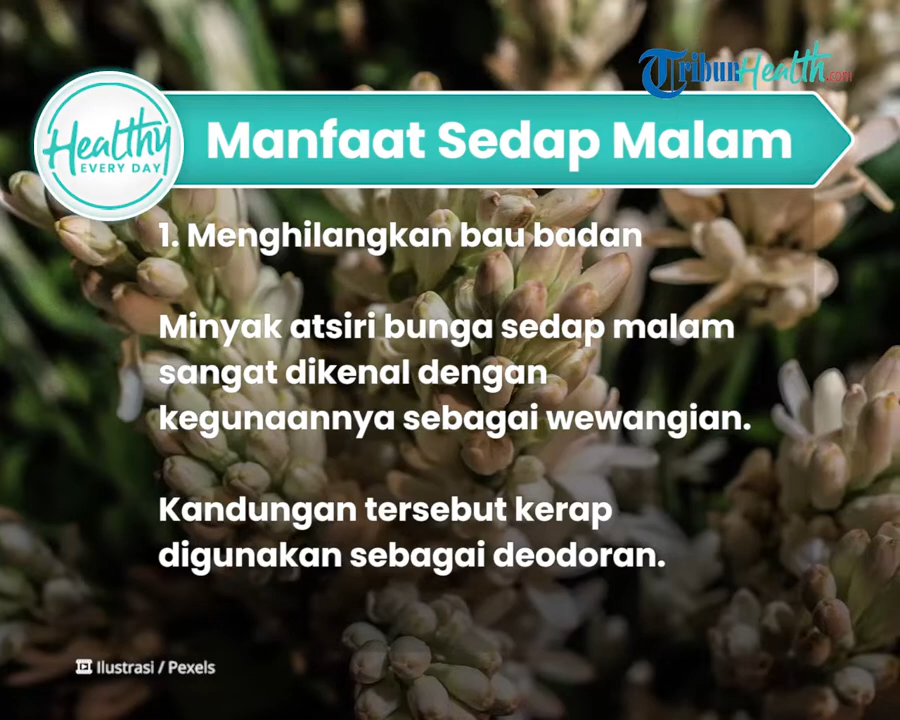 TribunHealth.com
Healthy
EVERY DAY
Manfaat Sedap Malam
1. Menghilangkan bau badan
Minyak atsiri bunga sedap malam
sangat dikenal dengan
kegunaannya sebagai wewangian.
Kandungan tersebut kerap
digunakan sebagai deodoran.
Ilustrasi / Pexels